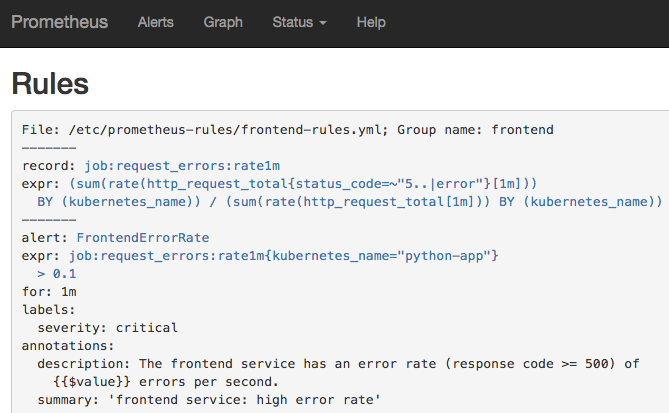 Prometheus Alerts Graph Status Help
Rules
File: /etc/prometheus-rules/frontend-rules.yml; Group name: frontend
———————
record: job:request_errors:rate1m
expr: (sum(rate(http_request_total{status_code=~"5..|error"}[1m]))
  BY (kubernetes_name)) / (sum(rate(http_request_total[1m])) BY (kubernetes_name))
———————
alert: FrontendErrorRate
expr: job:request_errors:rate1m{kubernetes_name="python-app"}
  > 0.1
for: 1m
labels:
  severity: critical
annotations:
  description: The frontend service has an error rate (response code >= 500) of
    {{$value}} errors per second.
  summary: 'frontend service: high error rate'